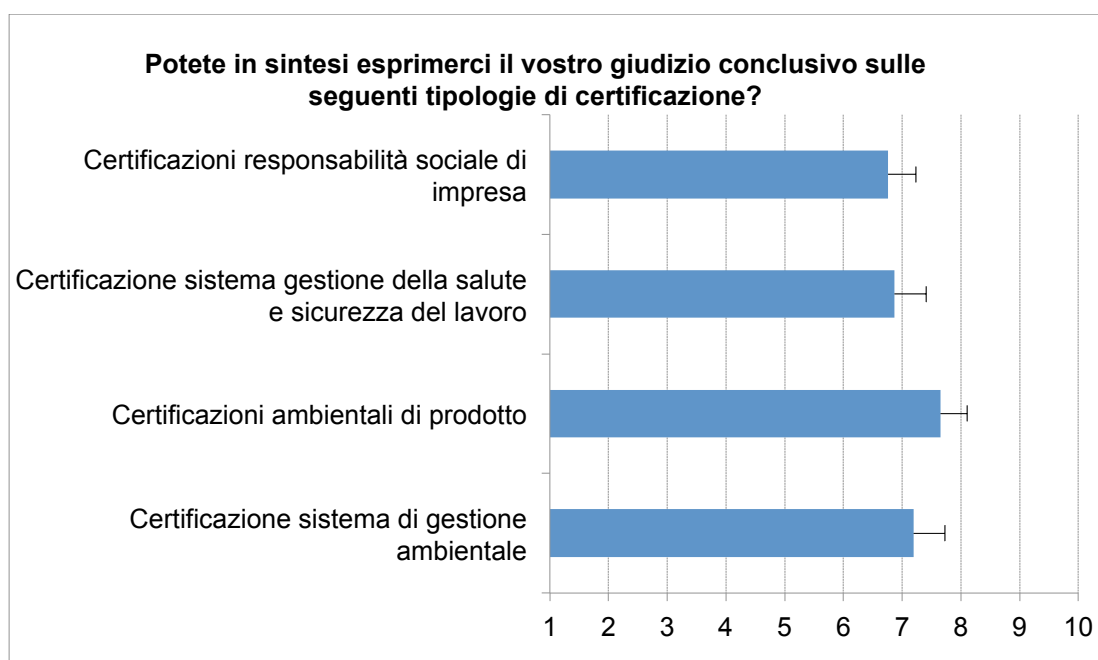 Potete in sintesi esprimerci il vostro giudizio conclusivo sulle
seguenti tipologie di certificazione?
Certificazioni responsabilità sociale di
impresa
Certificazione sistema gestione della salute
e sicurezza del lavoro
Certificazioni ambientali di prodotto
Certificazione sistema di gestione
ambientale
1 2 3 4 5 6 7 8 9 10